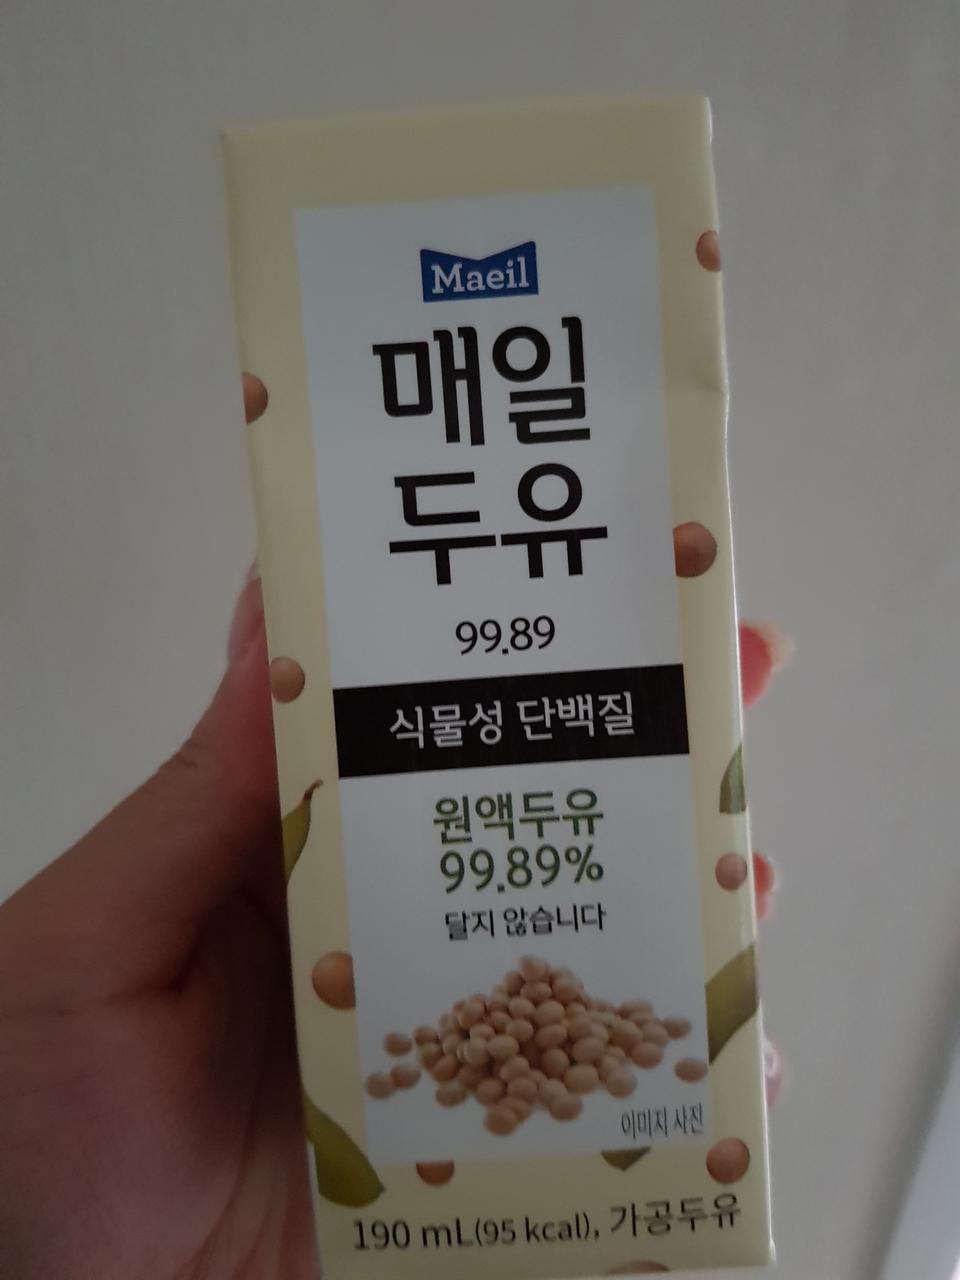 Maeil
매일
두유
99.89
식물성 단백질
원액두유
99.89%
달지 않습니다
이미지 사진
190 mL(95 kcal), 가공두유